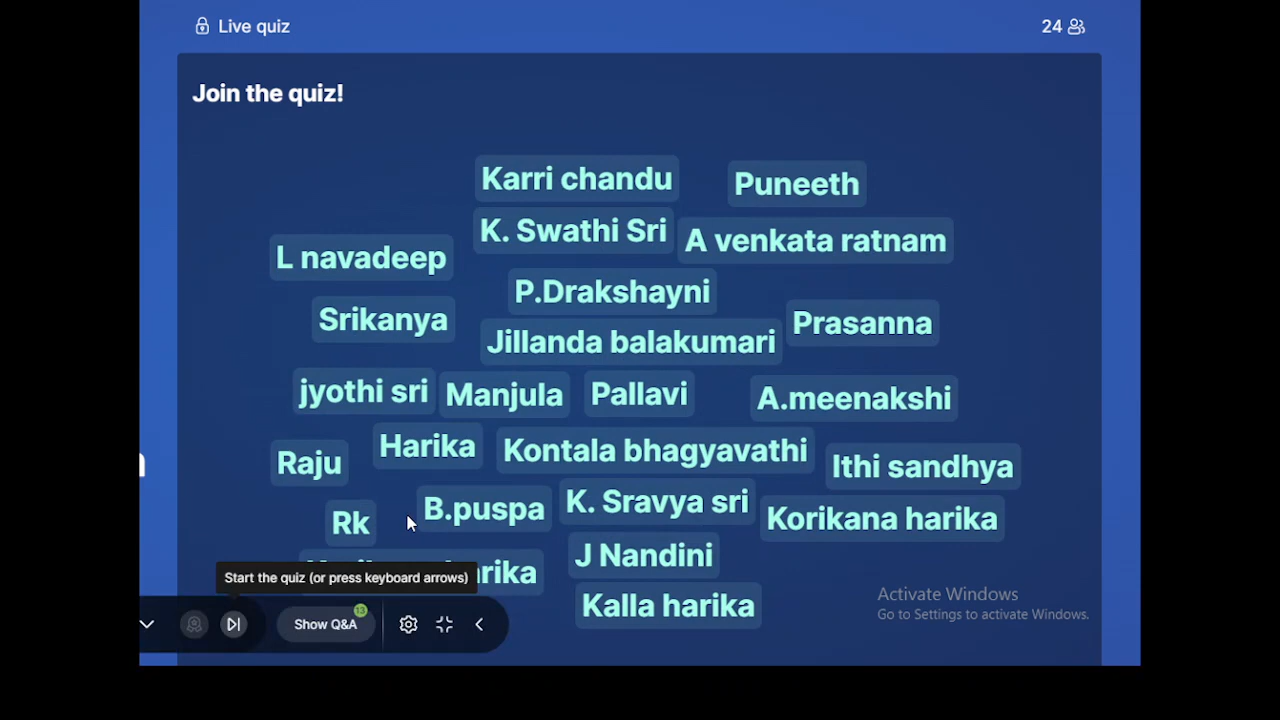 Live quiz
24
Join the quiz!
Karri chandu
Puneeth
K. Swathi Sri
A venkata ratnam
L navadeep
P.Drakshayni
Srikanya
Prasanna
Jillanda balakumari
jyothi sri
Manjula
Pallavi
A.meenakshi
Harika
Kontala bhagyavathi
Raju
Ithi sandhya
K. Sravya sri
B.puspa
Rk
Korikana harika
J Nandini
Start the quiz (or press keyboard arrows)
Kalla harika
Activate Windows
Go to Settings to activate Windows.
Show Q&A
13